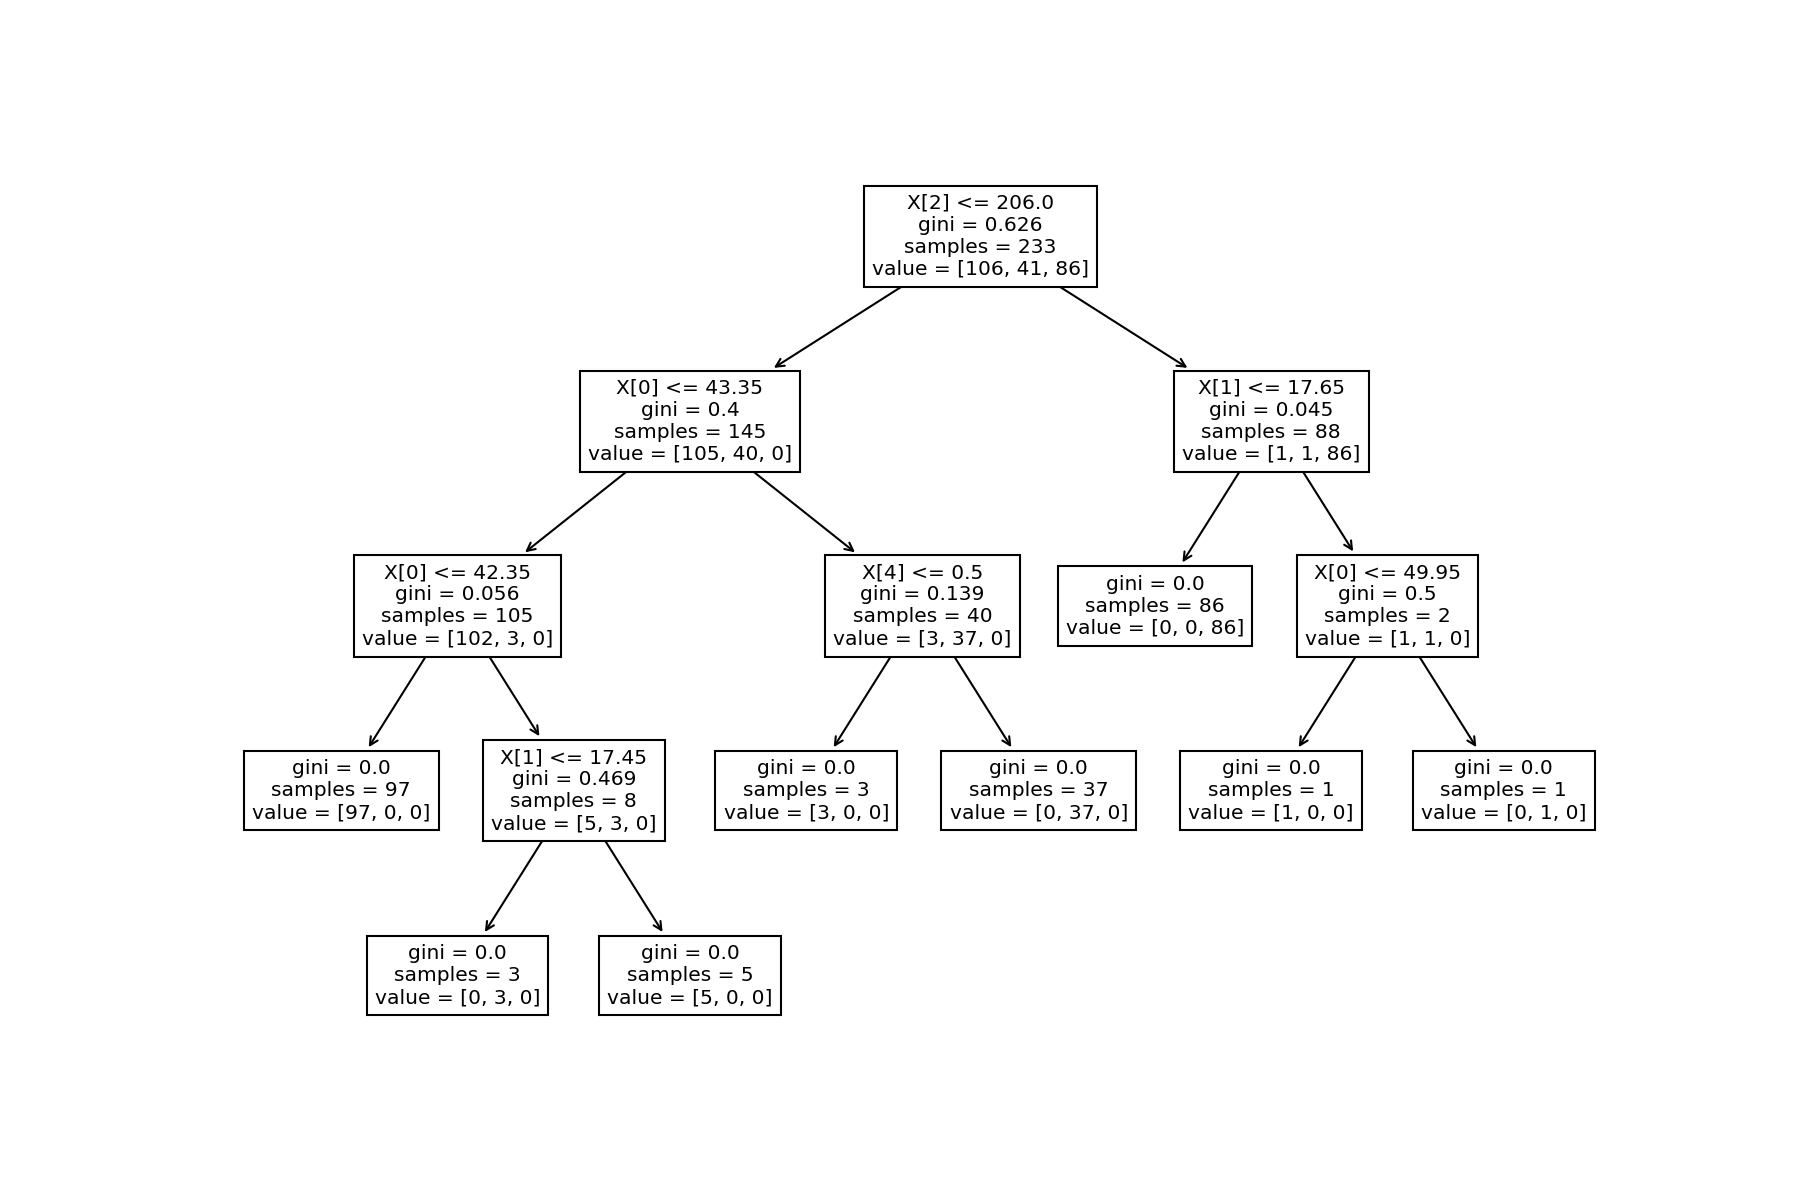 X[2] <= 206.0
gini = 0.626
samples = 233
value = [106, 41, 86]
X[0] <= 43.35
gini = 0.4
samples = 145
value = [105, 40, 0]
X[1] <= 17.65
gini = 0.045
samples = 88
value = [1, 1, 86]
X[0] <= 42.35
gini = 0.056
samples = 105
value = [102, 3, 0]
X[4] <= 0.5
gini = 0.139
samples = 40
value = [3, 37, 0]
gini = 0.0
samples = 86
value = [0, 0, 86]
X[0] <= 49.95
gini = 0.5
samples = 2
value = [1, 1, 0]
gini = 0.0
samples = 97
value = [97, 0, 0]
X[1] <= 17.45
gini = 0.469
samples = 8
value = [5, 3, 0]
gini = 0.0
samples = 3
value = [3, 0, 0]
gini = 0.0
samples = 37
value = [0, 37, 0]
gini = 0.0
samples = 1
value = [1, 0, 0]
gini = 0.0
samples = 1
value = [0, 1, 0]
gini = 0.0
samples = 3
value = [0, 3, 0]
gini = 0.0
samples = 5
value = [5, 0, 0]